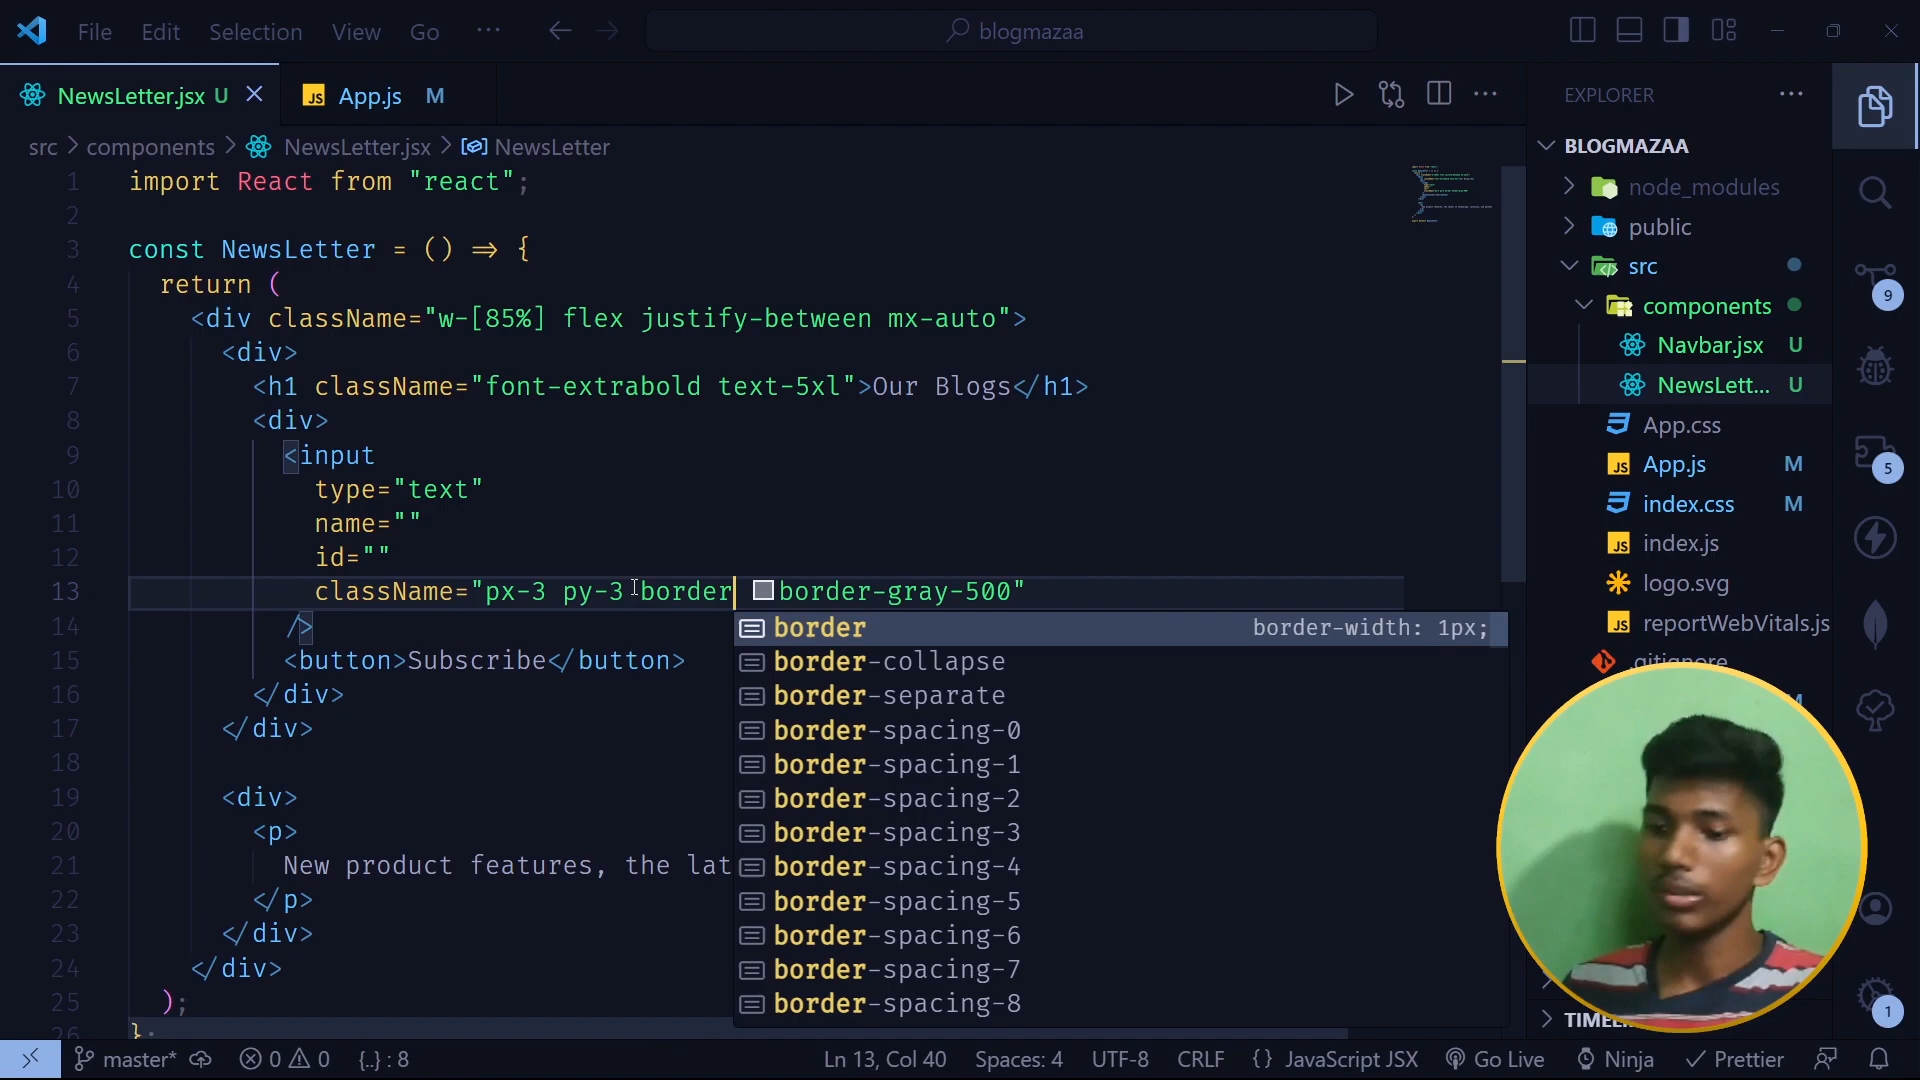 File Edit Selection View Go ··· blogmazaa
NewsLetter.jsx U App.js M
src > components > NewsLetter.jsx > NewsLetter
1 import React from "react";
2
3 const NewsLetter = () => {
4 return (
5 <div className="w-[85%] flex justify-between mx-auto">
6 <div>
7 <h1 className="font-extrabold text-5xl">Our Blogs</h1>
8 <div>
9 <input
10 type="text"
11 name=""
12 id=""
13 className="px-3 py-3 border border-gray-500"
14 />
15 <button>Subscribe</button>
16 </div>
17 </div>
18
19 <div>
20 <p>
21 New product features, the lat
22 </p>
23 </div>
24 </div>
25 );
26 };
border border-width: 1px;
border-collapse
border-separate
border-spacing-0
border-spacing-1
border-spacing-2
border-spacing-3
border-spacing-4
border-spacing-5
border-spacing-6
border-spacing-7
border-spacing-8
EXPLORER ···
BLOGMAZAA
node_modules
public
src
components
Navbar.jsx U
NewsLett... U
App.css
App.js M
index.css M
index.js
logo.svg
reportWebVitals.js
.gitignore
9
5
1
master* 0 0 {..} : 8 Ln 13, Col 40 Spaces: 4 UTF-8 CRLF {} JavaScript JSX Go Live Ninja Prettier